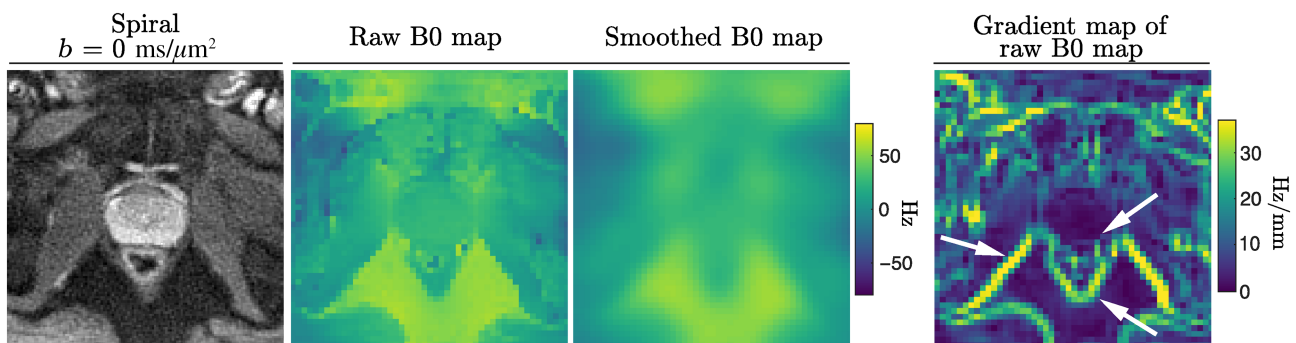 Spiral
b = 0 ms/μm²
Raw B0 map
Smoothed B0 map
Gradient map of
raw B0 map
50
0
−50
Hz
30
20
10
0
Hz/mm